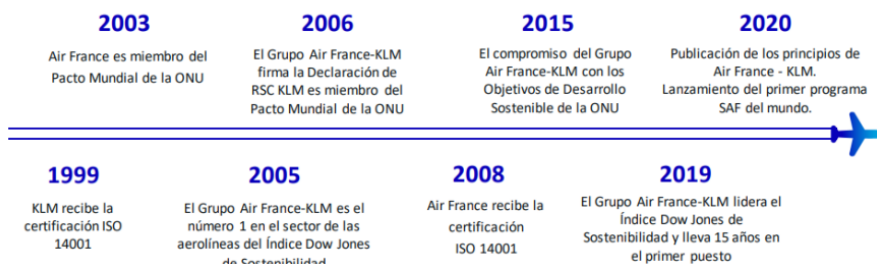 2003
Air France es miembro del
Pacto Mundial de la ONU
2006
El Grupo Air France-KLM
firma la Declaración de
RSC KLM es miembro del
Pacto Mundial de la ONU
2015
El compromiso del Grupo
Air France-KLM con los
Objetivos de Desarrollo
Sostenible de la ONU
2020
Publicación de los principios de
Air France - KLM.
Lanzamiento del primer programa
SAF del mundo.
1999
KLM recibe la
certificación ISO
14001
2005
El Grupo Air France-KLM es el
número 1 en el sector de las
aerolíneas del Índice Dow Jones
de Sostenibilidad
2008
Air France recibe la
certificación
ISO 14001
2019
El Grupo Air France-KLM lidera el
Índice Dow Jones de
Sostenibilidad y lleva 15 años en
el primer puesto